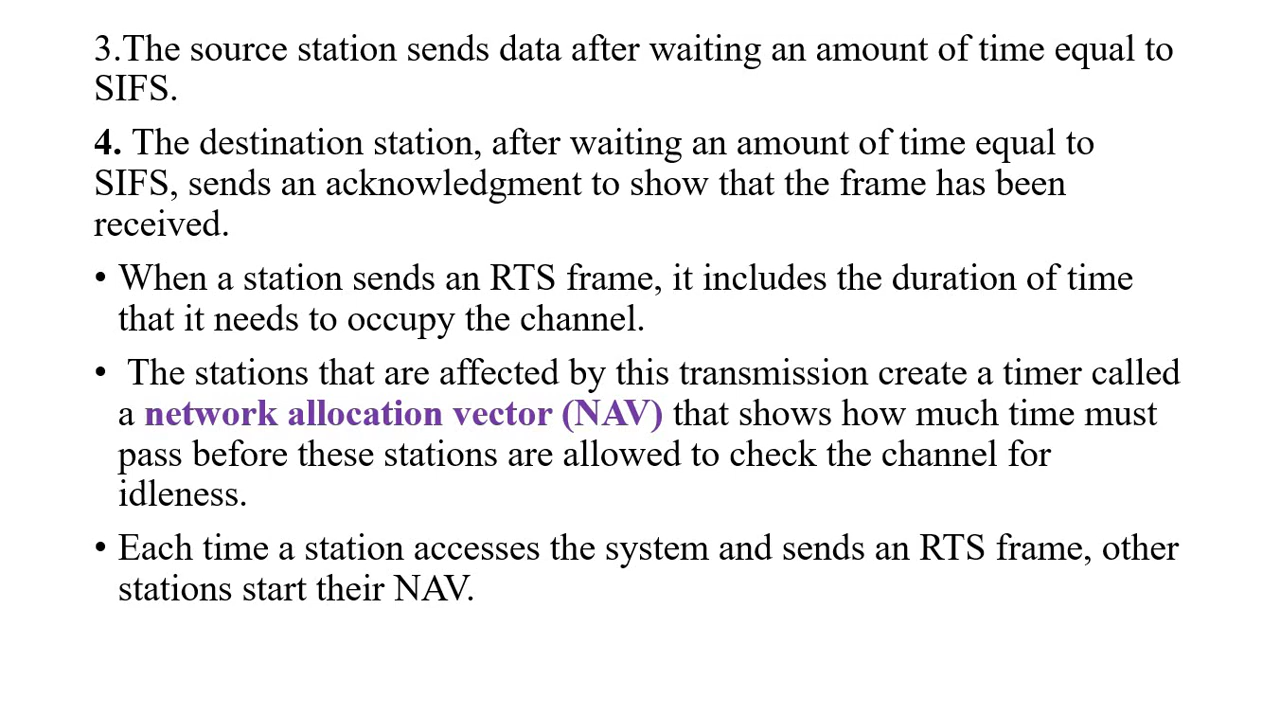 3.The source station sends data after waiting an amount of time equal to
SIFS.
4. The destination station, after waiting an amount of time equal to
SIFS, sends an acknowledgment to show that the frame has been
received.
• When a station sends an RTS frame, it includes the duration of time
that it needs to occupy the channel.
• The stations that are affected by this transmission create a timer called
a network allocation vector (NAV) that shows how much time must
pass before these stations are allowed to check the channel for
idleness.
• Each time a station accesses the system and sends an RTS frame, other
stations start their NAV.